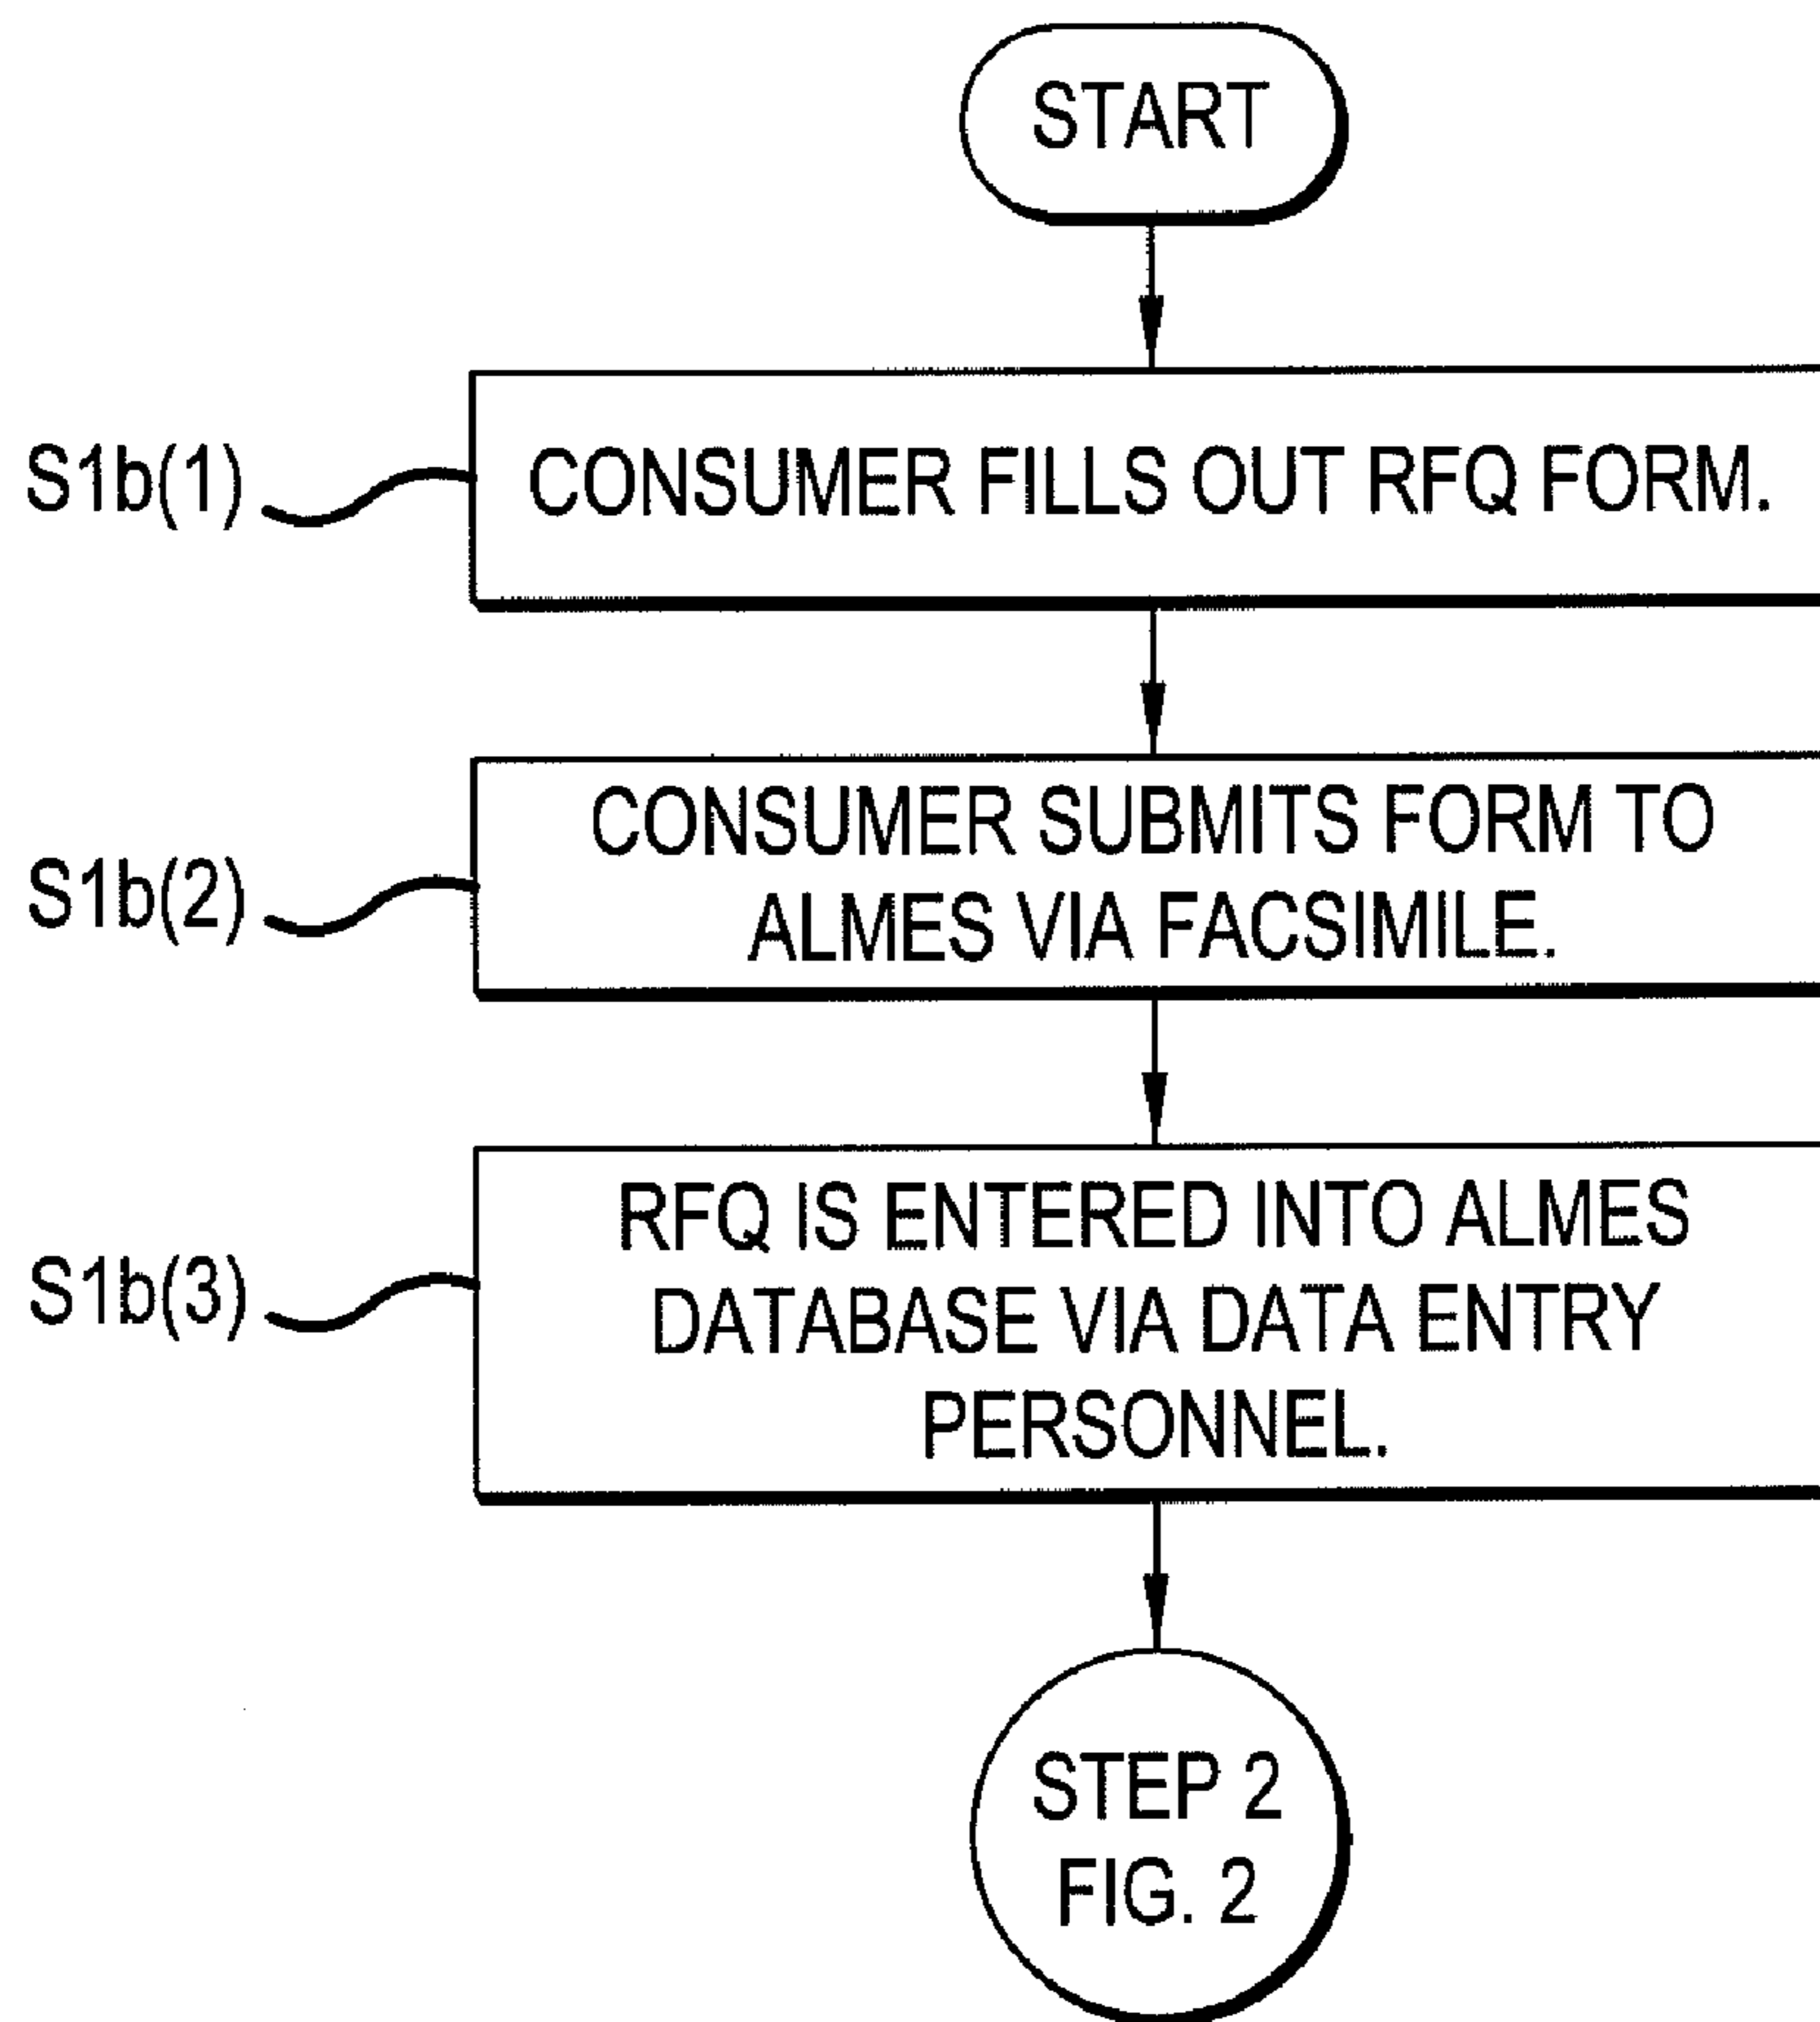 START
S1b(1)
CONSUMER FILLS OUT RFQ FORM.
S1b(2)
CONSUMER SUBMITS FORM TO
ALMES VIA FACSIMILE.
S1b(3)
RFQ IS ENTERED INTO ALMES
DATABASE VIA DATA ENTRY
PERSONNEL.
STEP 2
FIG. 2